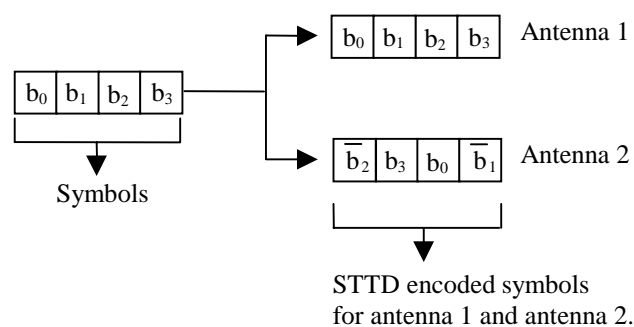 b₀ b₁ b₂ b₃ Antenna 1
b₀ b₁ b₂ b₃
b̅₂ b₃ b₀ b̅₁ Antenna 2
Symbols
STTD encoded symbols
for antenna 1 and antenna 2.